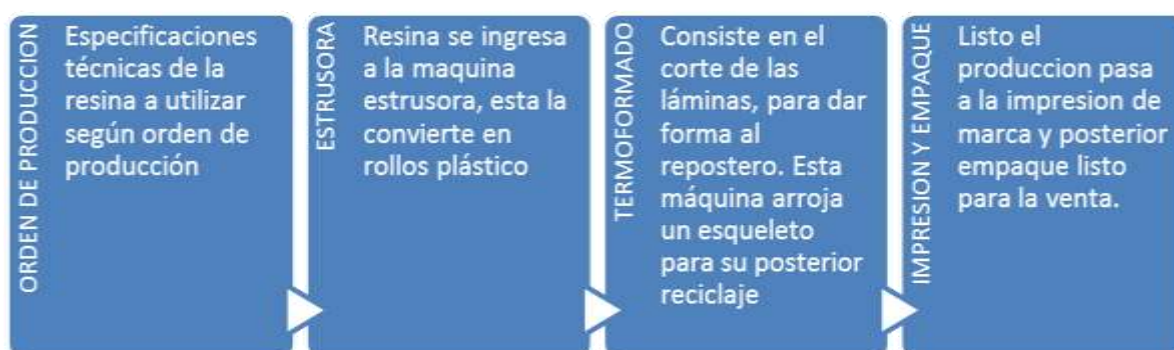 ORDEN DE PRODUCCION
Especificaciones
técnicas de la
resina a utilizar
según orden de
producción
ESTRUSORA
Resina se ingresa
a la maquina
estrusora, esta la
convierte en
rollos plástico
TERMOFORMADO
Consiste en el
corte de las
láminas, para dar
forma al
repostero. Esta
máquina arroja
un esqueleto
para su posterior
reciclaje
IMPRESION Y EMPAQUE
Listo el
produccion pasa
a la impresion de
marca y posterior
empaque listo
para la venta.